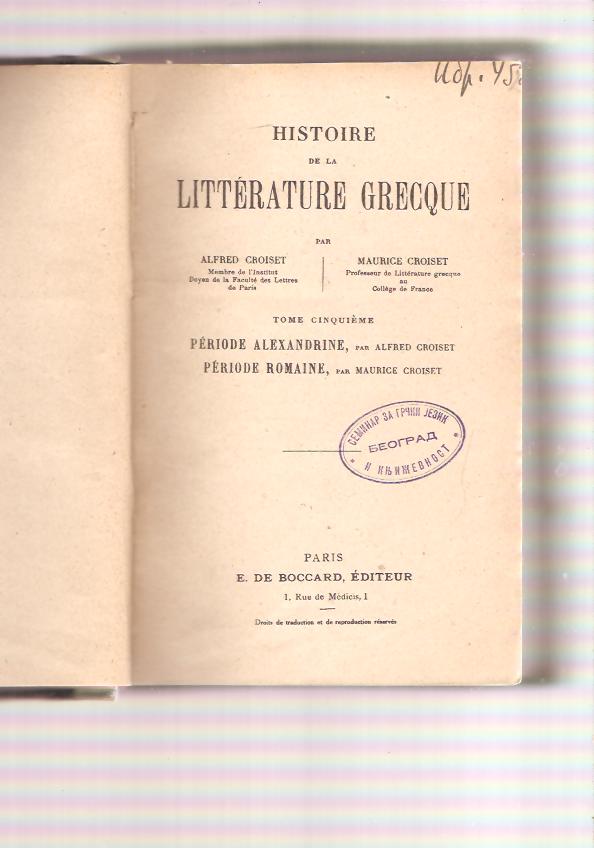 Идр. 45
HISTOIRE
DE LA
LITTÉRATURE GRECQUE
PAR
ALFRED CROISET
Membre de l'Institut
Doyen de la Faculté des Lettres
de Paris
MAURICE CROISET
Professeur de Littérature grecque
au
Collège de France
TOME CINQUIÈME
PÉRIODE ALEXANDRINE, PAR ALFRED CROISET
PÉRIODE ROMAINE, PAR MAURICE CROISET
СЕМИНАР ЗА ГРЧКИ ЈЕЗИК
БЕОГРАД
И КЊИЖЕВНОСТ
PARIS
E. DE BOCCARD, ÉDITEUR
1, Rue de Médicis, 1
Droits de traduction et de reproduction réservés